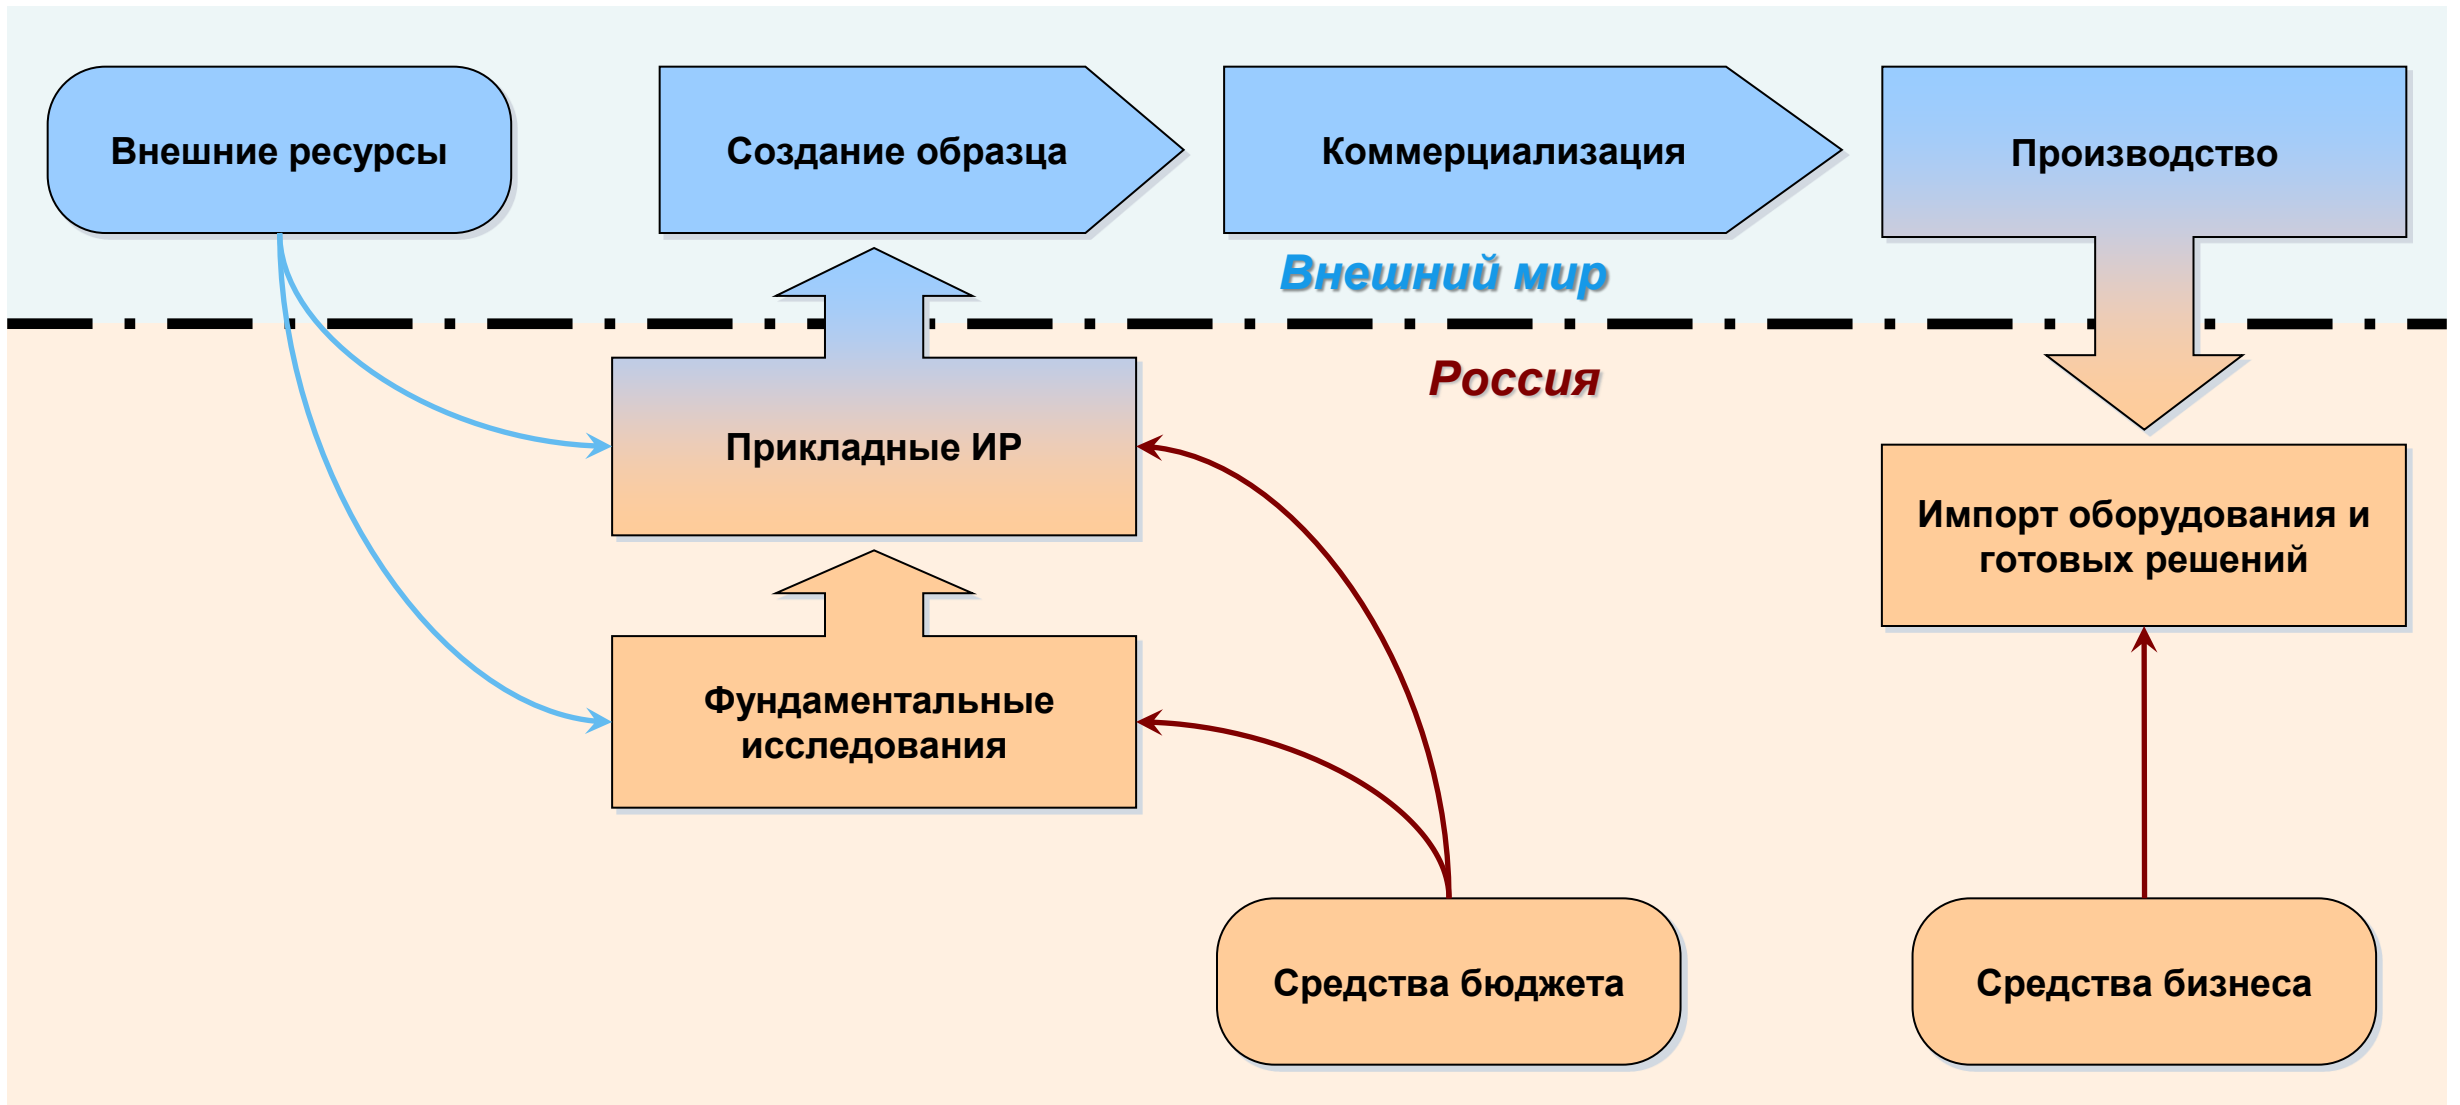 Внешние ресурсы
Создание образца
Коммерциализация
Производство
Внешний мир
Россия
Прикладные ИР
Импорт оборудования и
готовых решений
Фундаментальные
исследования
Средства бюджета
Средства бизнеса